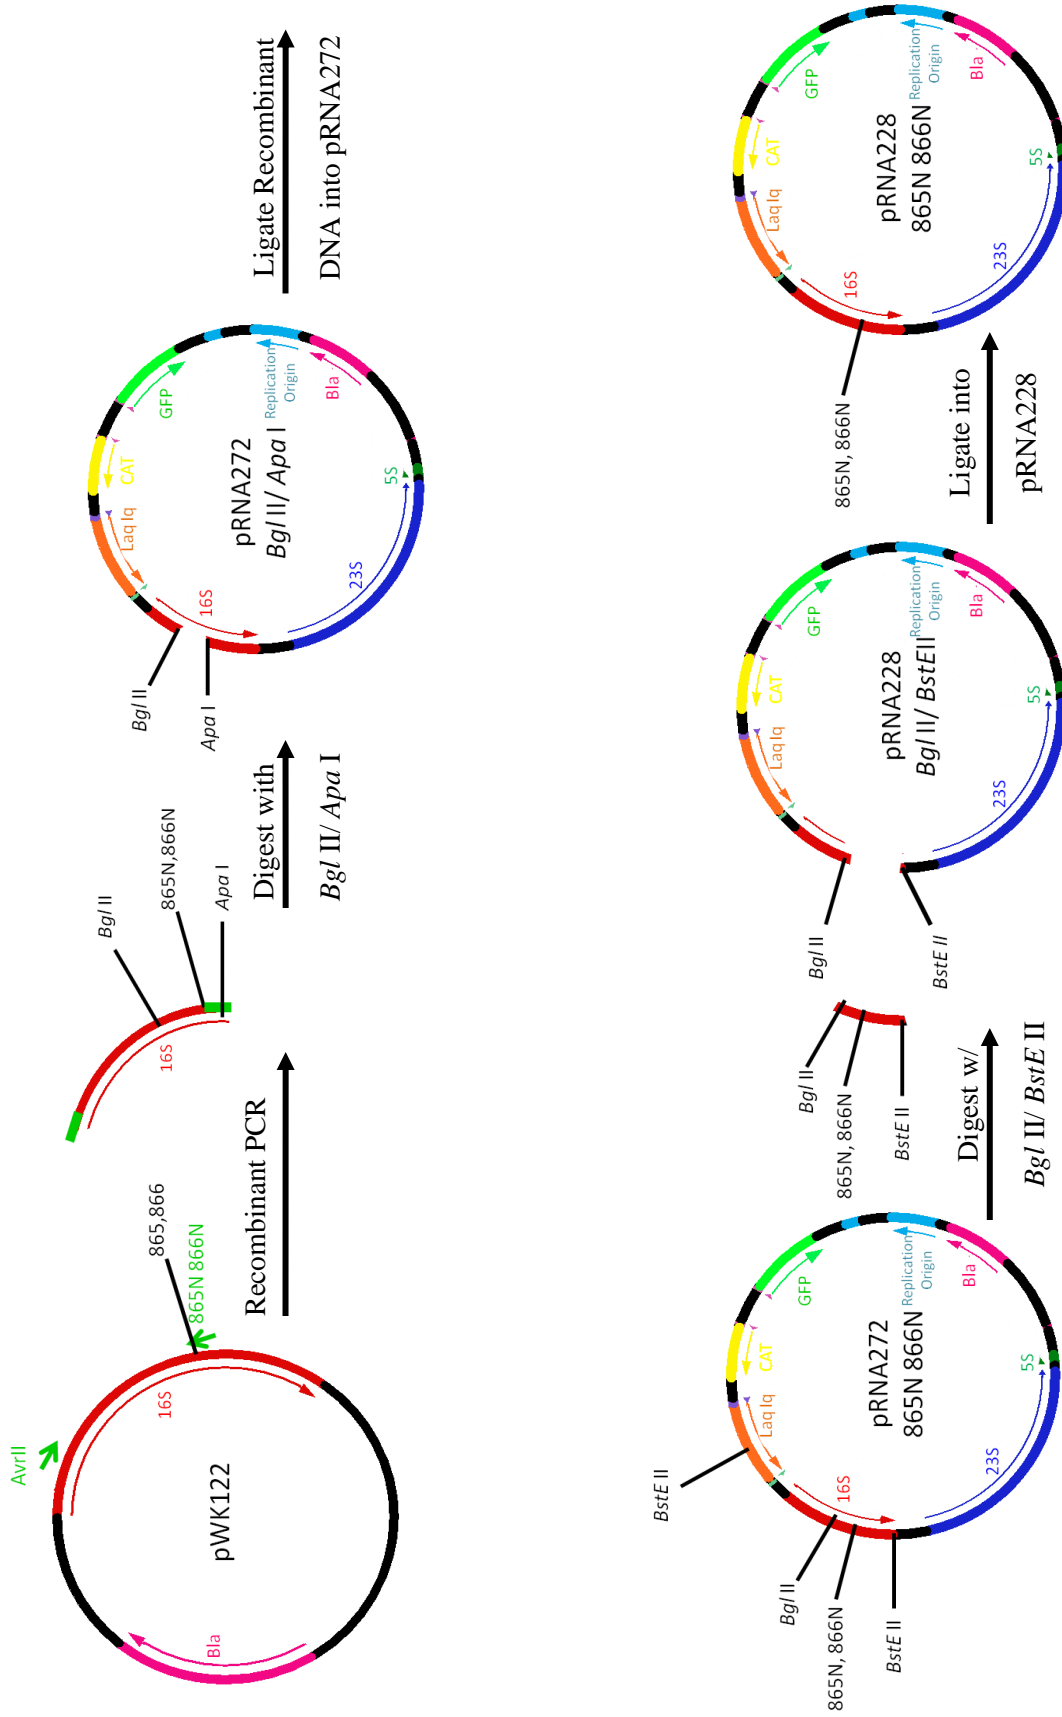 AvrII
865,866
865N 866N
16S
pWK122
Bla
Recombinant PCR
16S
Bgl II
865N,866N
Apa I
Digest with
Bgl II/ Apa I
Bgl II
Apa I
Laq Iq
CAT
GFP
16S
pRNA272
Bgl II/ Apa I
Replication
Origin
Bla
5S
23S
Ligate Recombinant
DNA into pRNA272
BstE II
Bgl II
865N, 866N
BstE II
Laq Iq
CAT
GFP
16S
pRNA272
865N 866N
Replication
Origin
Bla
5S
23S
Digest w/
Bgl II/ BstE II
Bgl II
865N, 866N
BstE II
Bgl II
BstE II
Laq Iq
CAT
GFP
pRNA228
Bgl II/ BstEII
Replication
Origin
Bla
5S
23S
Ligate into
pRNA228
865N, 866N
Laq Iq
CAT
GFP
16S
pRNA228
865N 866N
Replication
Origin
Bla
5S
23S